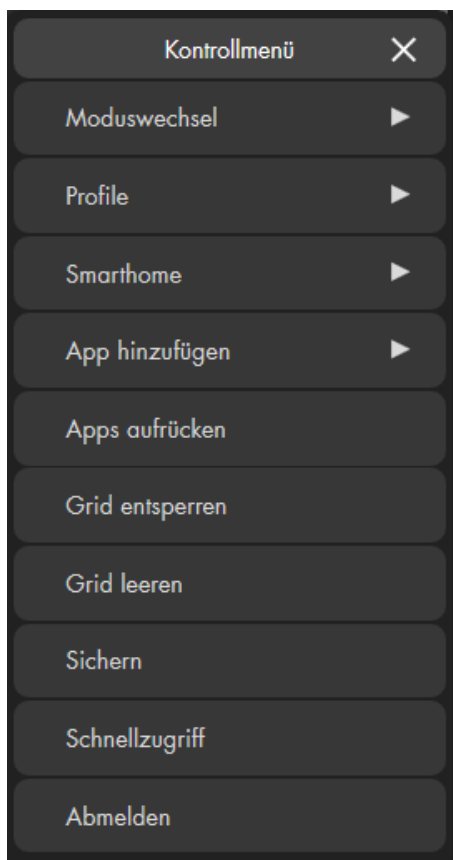 Kontrollmenü
Moduswechsel
Profile
Smarthome
App hinzufügen
Apps aufrücken
Grid entsperren
Grid leeren
Sichern
Schnellzugriff
Abmelden